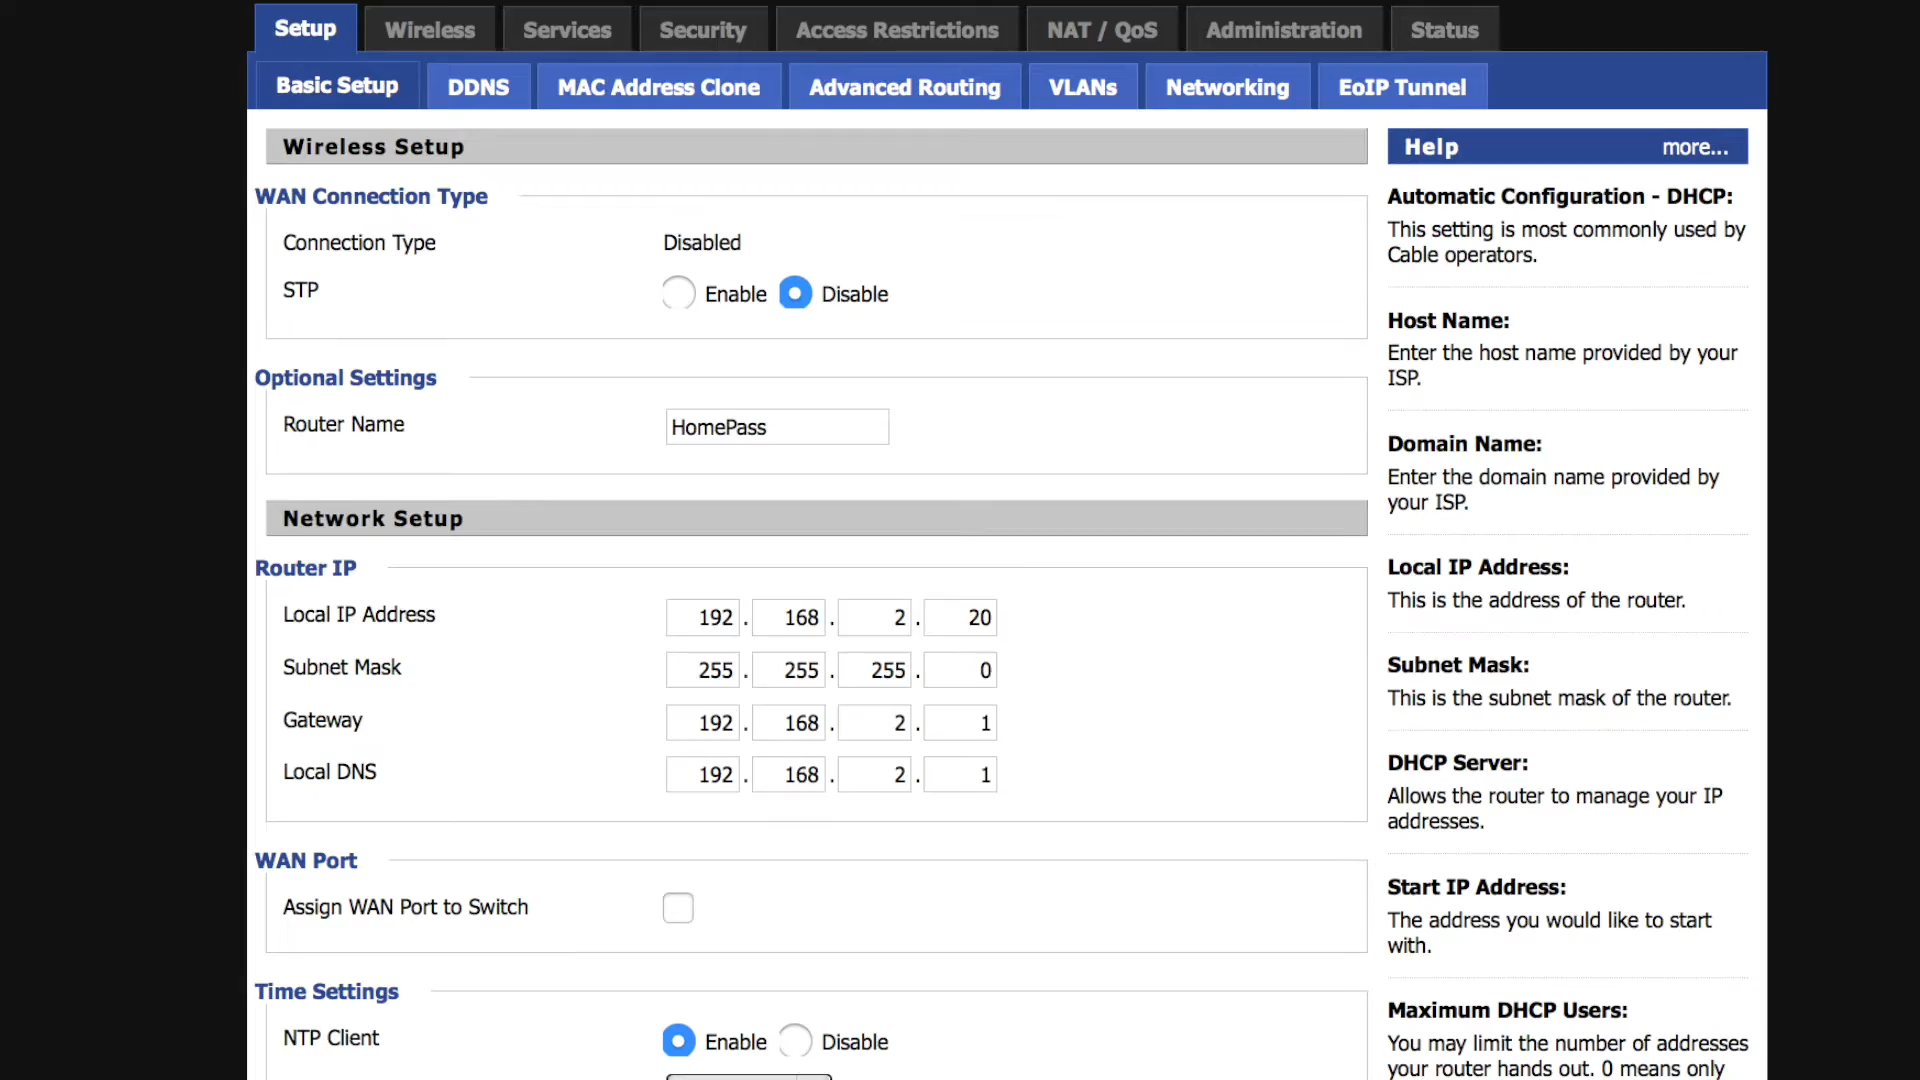 Setup Wireless Services Security Access Restrictions NAT / QoS Administration Status
Basic Setup DDNS MAC Address Clone Advanced Routing VLANs Networking EoIP Tunnel
Wireless Setup
WAN Connection Type
Connection Type Disabled
STP Enable Disable
Optional Settings
Router Name HomePass
Network Setup
Router IP
Local IP Address 192 . 168 . 2 . 20
Subnet Mask 255 . 255 . 255 . 0
Gateway 192 . 168 . 2 . 1
Local DNS 192 . 168 . 2 . 1
WAN Port
Assign WAN Port to Switch
Time Settings
NTP Client Enable Disable
Help more...
Automatic Configuration - DHCP:
This setting is most commonly used by
Cable operators.
Host Name:
Enter the host name provided by your
ISP.
Domain Name:
Enter the domain name provided by
your ISP.
Local IP Address:
This is the address of the router.
Subnet Mask:
This is the subnet mask of the router.
DHCP Server:
Allows the router to manage your IP
addresses.
Start IP Address:
The address you would like to start
with.
Maximum DHCP Users:
You may limit the number of addresses
your router hands out. 0 means only